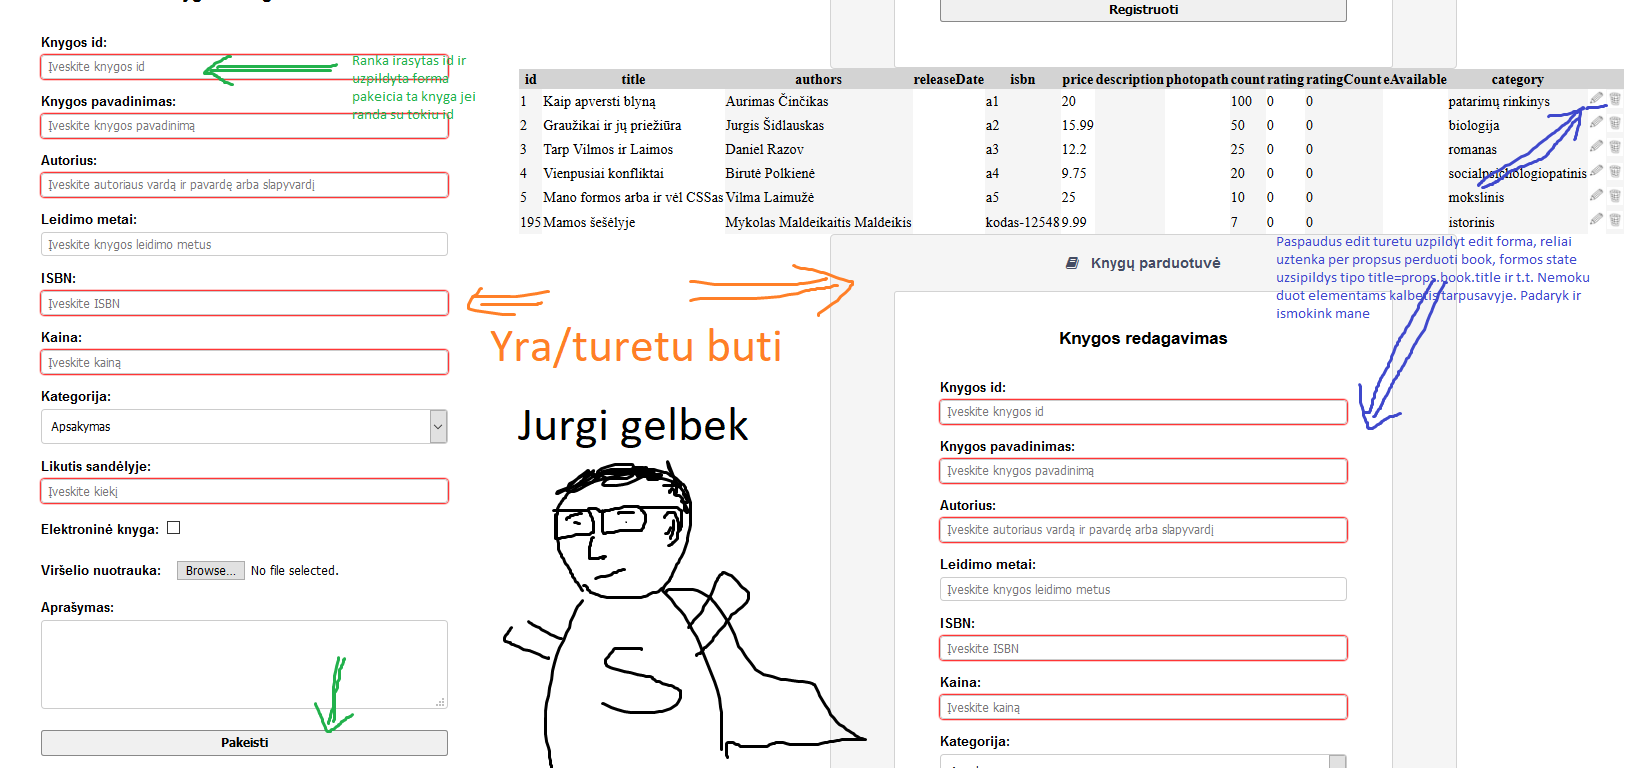 Knygos id:
Įveskite knygos id
Ranka irasytas id ir
uzpildyta forma
pakeicia ta knyga jei
randa su tokiu id
Knygos pavadinimas:
Įveskite knygos pavadinimą
Autorius:
Įveskite autoriaus vardą ir pavardę arba slapyvardį
Leidimo metai:
Įveskite knygos leidimo metus
ISBN:
Įveskite ISBN
Kaina:
Įveskite kainą
Kategorija:
Apsakymas
Likutis sandėlyje:
Įveskite kiekį
Elektroninė knyga:
Viršelio nuotrauka: Browse... No file selected.
Aprašymas:
Pakeisti
Yra/turetu buti
Jurgi gelbek
S
Registruoti
id title authors releaseDate isbn price description photopath count rating ratingCount eAvailable category
1 Kaip apversti blyną Aurimas Činčikas a1 20 100 0 0 patarimų rinkinys
2 Graužikai ir jų priežiūra Jurgis Šidlauskas a2 15.99 50 0 0 biologija
3 Tarp Vilmos ir Laimos Daniel Razov a3 12.2 25 0 0 romanas
4 Vienpusiai konfliktai Birutė Polkienė a4 9.75 20 0 0 socialpsichologiopatinis
5 Mano formos arba ir vėl CSSas Vilma Laimužė a5 25 10 0 0 mokslinis
195 Mamos šešėlyje Mykolas Maldeikaitis Maldeikis kodas-12548 9.99 7 0 0 istorinis
Paspaudus edit turetu uzpildyt edit forma, reliai
uztenka per propsus perduoti book, formos state
uzsipildys tipo title=props.book.title ir t.t. Nemoku
duot elementams kalbetis tarpusavyje. Padaryk ir
ismokink mane
Knygų parduotuvė
Knygos redagavimas
Knygos id:
Įveskite knygos id
Knygos pavadinimas:
Įveskite knygos pavadinimą
Autorius:
Įveskite autoriaus vardą ir pavardę arba slapyvardį
Leidimo metai:
Įveskite knygos leidimo metus
ISBN:
Įveskite ISBN
Kaina:
Įveskite kainą
Kategorija: